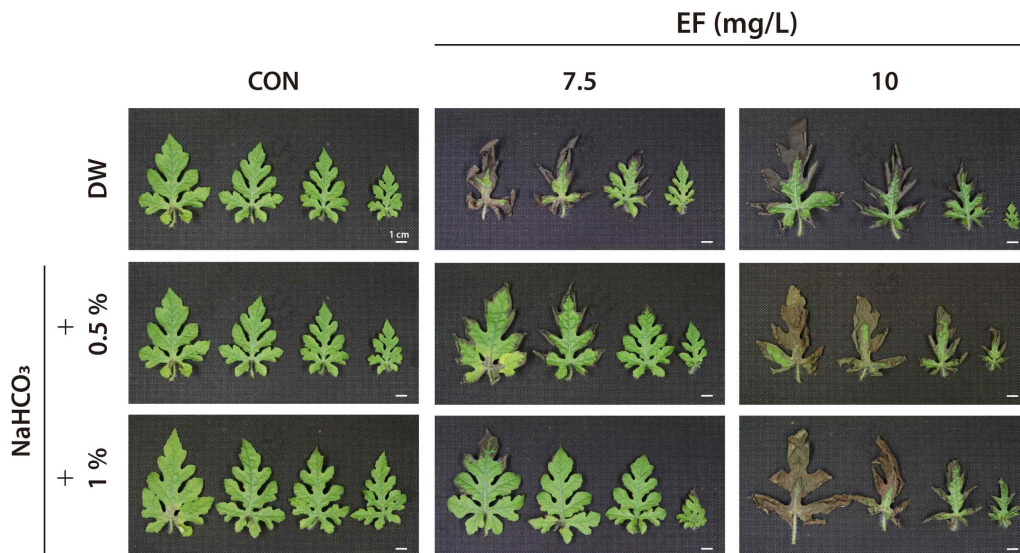 EF (mg/L)
CON
7.5
10
DW
1 cm
NaHCO₃
+ 0.5 %
+ 1 %